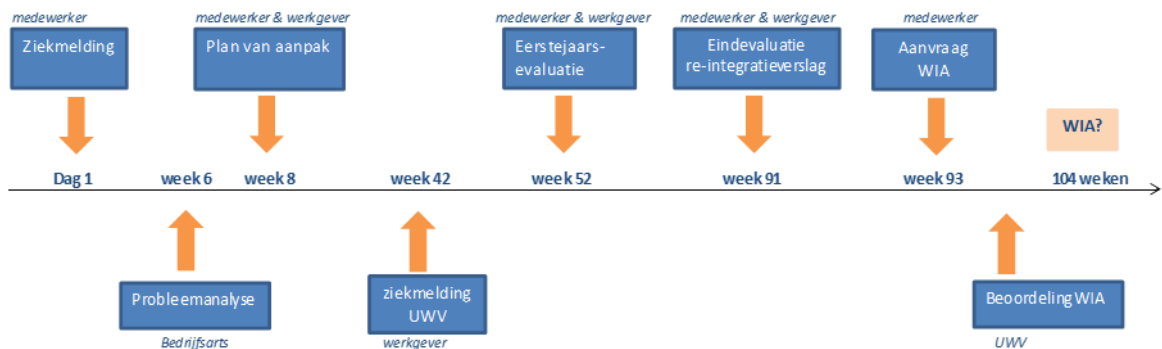 medewerker
Ziekmelding
medewerker & werkgever
Plan van aanpak
medewerker & werkgever
Eerstejaars-
evaluatie
medewerker & werkgever
Eindevaluatie
re-integratieverslag
medewerker
Aanvraag
WIA
WIA?
Dag 1
week 6
week 8
week 42
week 52
week 91
week 93
104 weken
Probleemanalyse
Bedrijfsarts
ziekmelding
UWV
werkgever
Beoordeling WIA
UWV